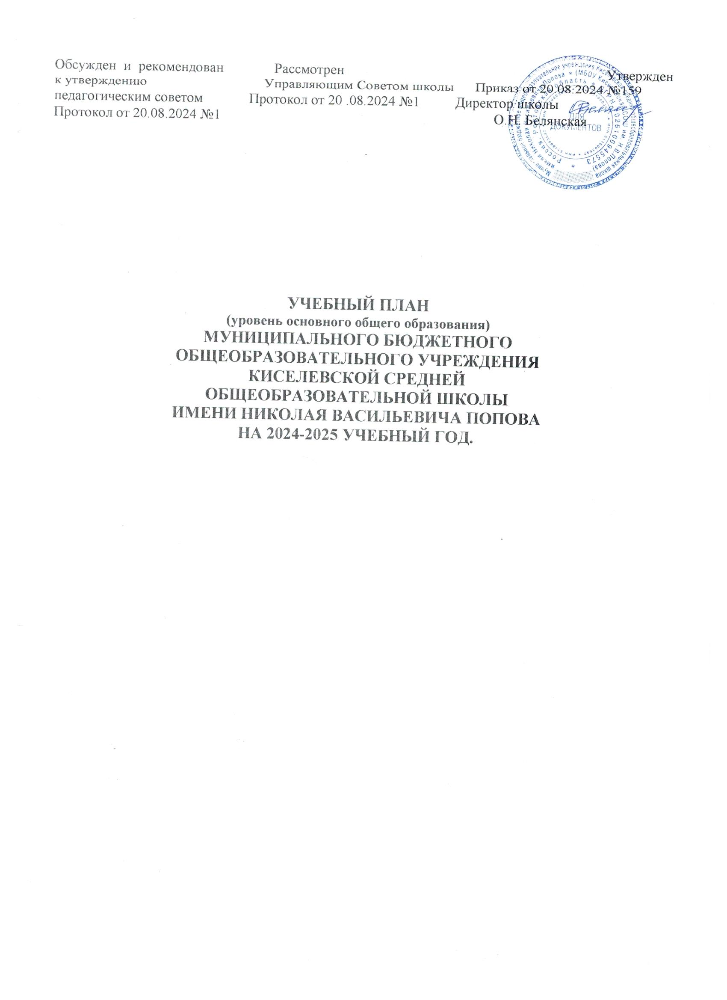 Обсужден и рекомендован
к утверждению
педагогическим советом
Протокол от 20.08.2024 №1
Рассмотрен
Управляющим Советом школы
Протокол от 20 .08.2024 №1
Утвержден
Приказ от 20.08.2024 №159
Директор школы
О.Н. Белянская
ДЛЯ
ДОКУМЕНТОВ
УЧЕБНЫЙ ПЛАН
(уровень основного общего образования)
МУНИЦИПАЛЬНОГО БЮДЖЕТНОГО
ОБЩЕОБРАЗОВАТЕЛЬНОГО УЧРЕЖДЕНИЯ
КИСЕЛЕВСКОЙ СРЕДНЕЙ
ОБЩЕОБРАЗОВАТЕЛЬНОЙ ШКОЛЫ
ИМЕНИ НИКОЛАЯ ВАСИЛЬЕВИЧА ПОПОВА
НА 2024-2025 УЧЕБНЫЙ ГОД.